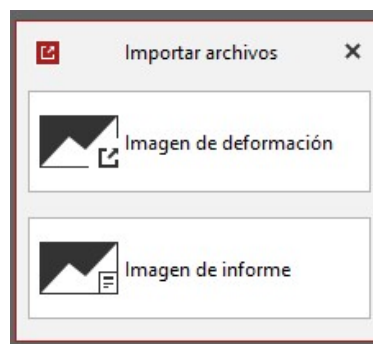 Importar archivos
Imagen de deformación
Imagen de informe